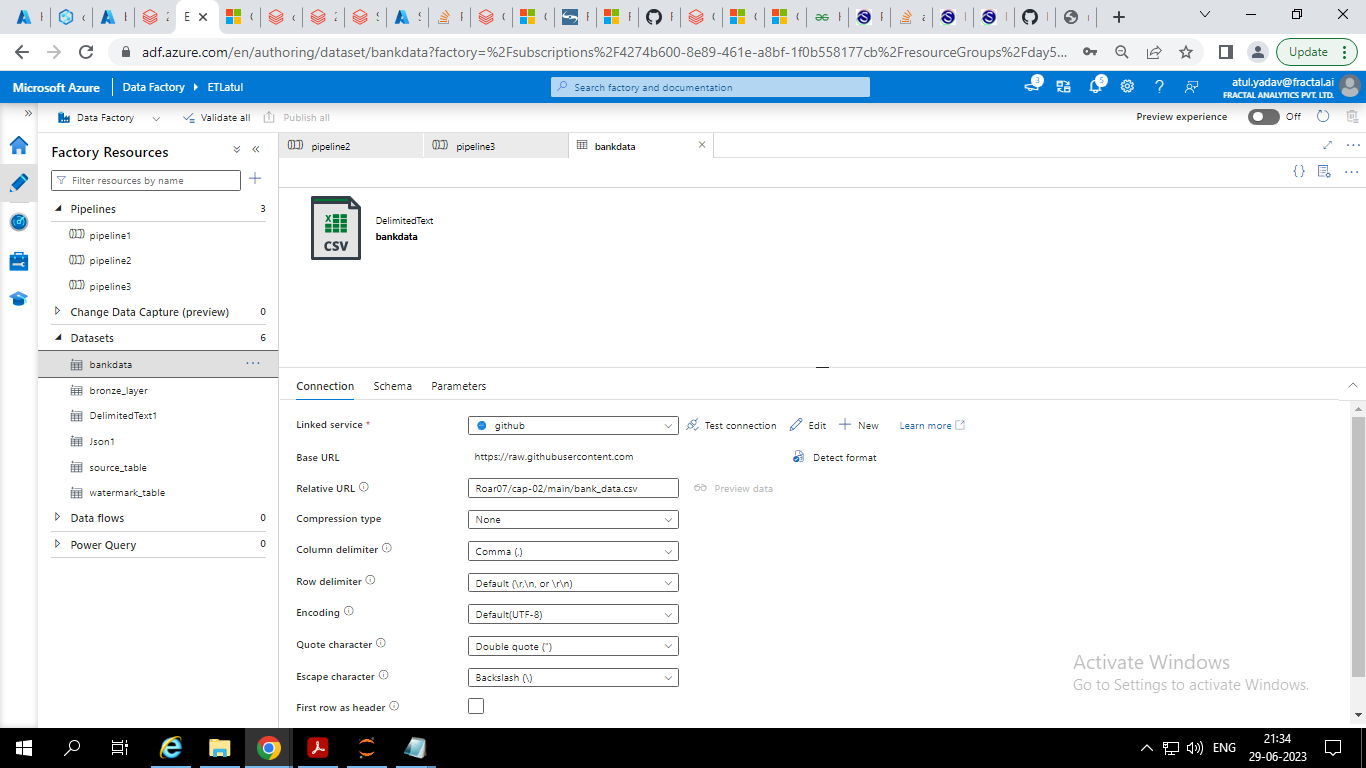 E
adf.azure.com/en/authoring/dataset/bankdata?factory=%2Fsubscriptions%2F4274b600-8e89-461e-a8bf-1f0b558177cb%2FresourceGroups%2Fday5...
Update
Microsoft Azure
Data Factory
ETLatul
Search factory and documentation
3
5
atul.yadav@fractal.ai
FRACTAL ANALYTICS PVT. LTD.
Data Factory
Validate all
Publish all
Preview experience
Off
Factory Resources
Filter resources by name
Pipelines 3
pipeline1
pipeline2
pipeline3
Change Data Capture (preview) 0
Datasets 6
bankdata
bronze_layer
DelimitedText1
Json1
source_table
watermark_table
Data flows 0
Power Query 0
pipeline2
pipeline3
bankdata
CSV
DelimitedText
bankdata
Connection
Schema
Parameters
Linked service *
github
Test connection
Edit
New
Learn more
Base URL
https://raw.githubusercontent.com
Detect format
Relative URL
Roar07/cap-02/main/bank_data.csv
Preview data
Compression type
None
Column delimiter
Comma (,)
Row delimiter
Default (\r,\n, or \r\n)
Encoding
Default(UTF-8)
Quote character
Double quote (")
Escape character
Backslash (\)
First row as header
Activate Windows
Go to Settings to activate Windows.
ENG
21:34
29-06-2023